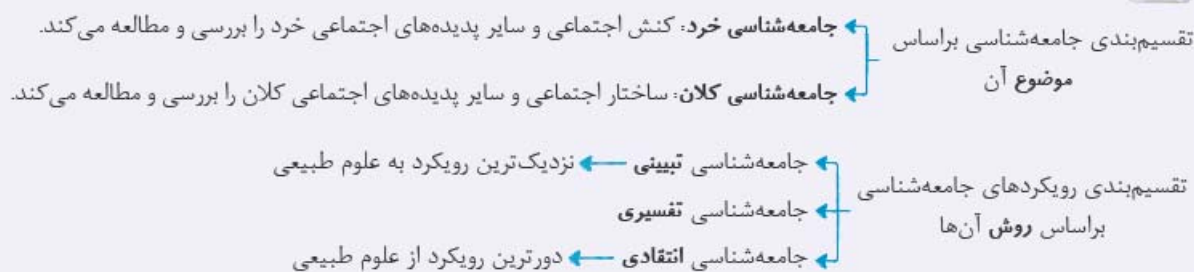 تقسیم‌بندی جامعه‌شناسی براساس
موضوع آن
جامعه‌شناسی خرد: کنش اجتماعی و سایر پدیده‌های اجتماعی خرد را بررسی و مطالعه می‌کند.
جامعه‌شناسی کلان: ساختار اجتماعی و سایر پدیده‌های اجتماعی کلان را بررسی و مطالعه می‌کند.
تقسیم‌بندی رویکردهای جامعه‌شناسی
براساس روش آن‌ها
جامعه‌شناسی تبیینی ← نزدیک‌ترین رویکرد به علوم طبیعی
جامعه‌شناسی تفسیری
جامعه‌شناسی انتقادی ← دورترین رویکرد از علوم طبیعی